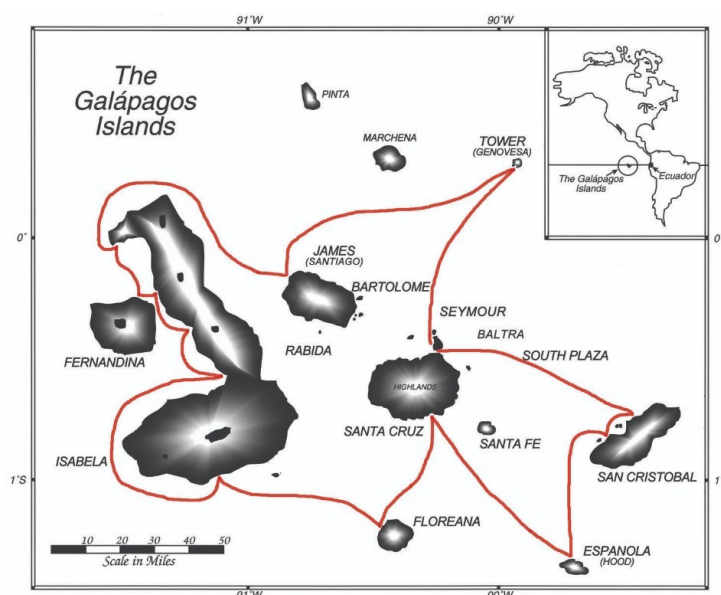 91°W
90°W
The
Galápagos
Islands
PINTA
MARCHENA
TOWER
(GENOVESA)
The Galápagos
Islands
Ecuador
0°
0
JAMES
(SANTIAGO)
BARTOLOME
SEYMOUR
BALTRA
SOUTH PLAZA
FERNANDINA
RABIDA
HIGHLANDS
SANTA CRUZ
SANTA FE
ISABELA
SAN CRISTOBAL
1°S
1
FLOREANA
ESPANOLA
(HOOD)
10 20 30 40 50
Scale in Miles
91°W
90°W